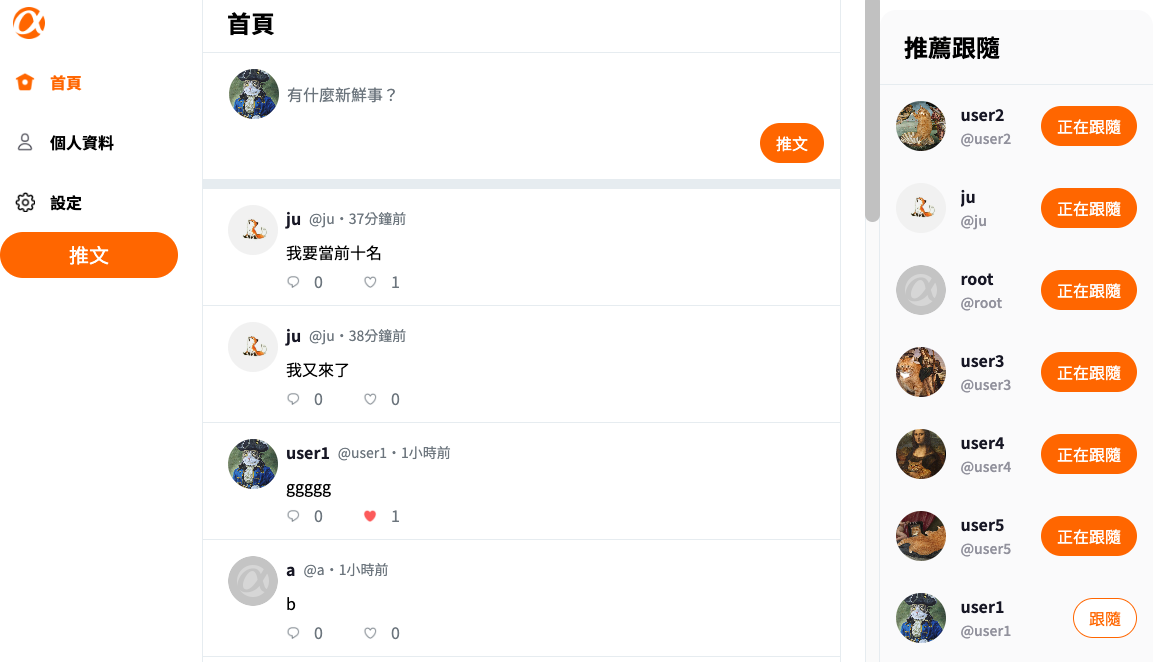 首頁
個人資料
設定
推文
首頁
有什麼新鮮事？
推文
ju @ju・37分鐘前
我要當前十名
0 1
ju @ju・38分鐘前
我又來了
0 0
user1 @user1・1小時前
ggggg
0 1
a @a・1小時前
b
0 0
推薦跟隨
user2
@user2
正在跟隨
ju
@ju
正在跟隨
root
@root
正在跟隨
user3
@user3
正在跟隨
user4
@user4
正在跟隨
user5
@user5
正在跟隨
user1
@user1
跟隨